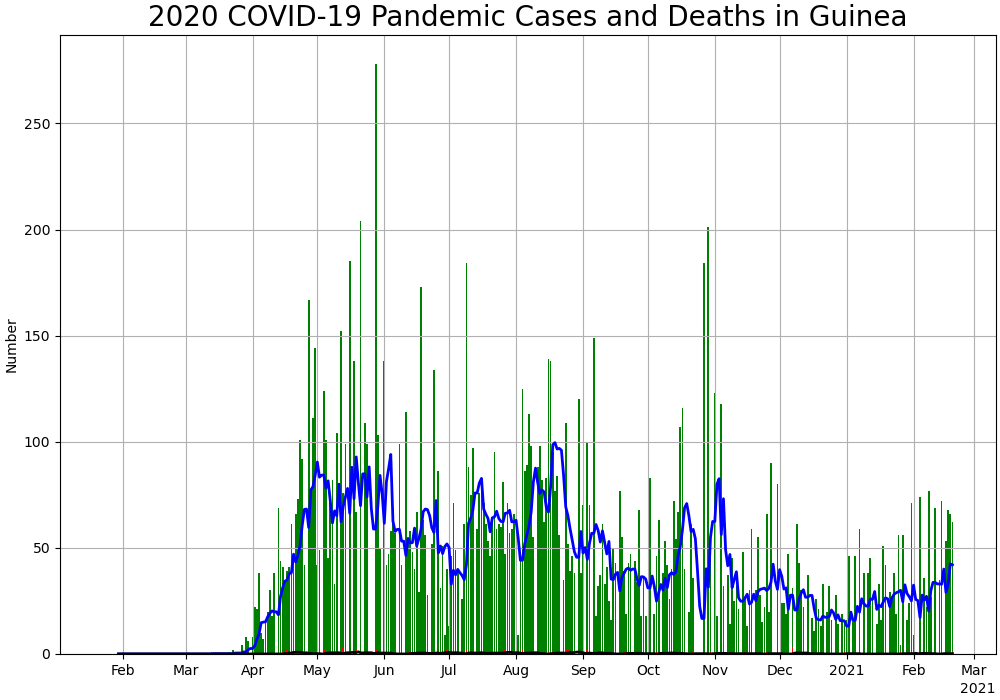 2020 COVID-19 Pandemic Cases and Deaths in Guinea
Number
250
200
150
100
50
0
Feb Mar Apr May Jun Jul Aug Sep Oct Nov Dec 2021 Feb Mar
2021